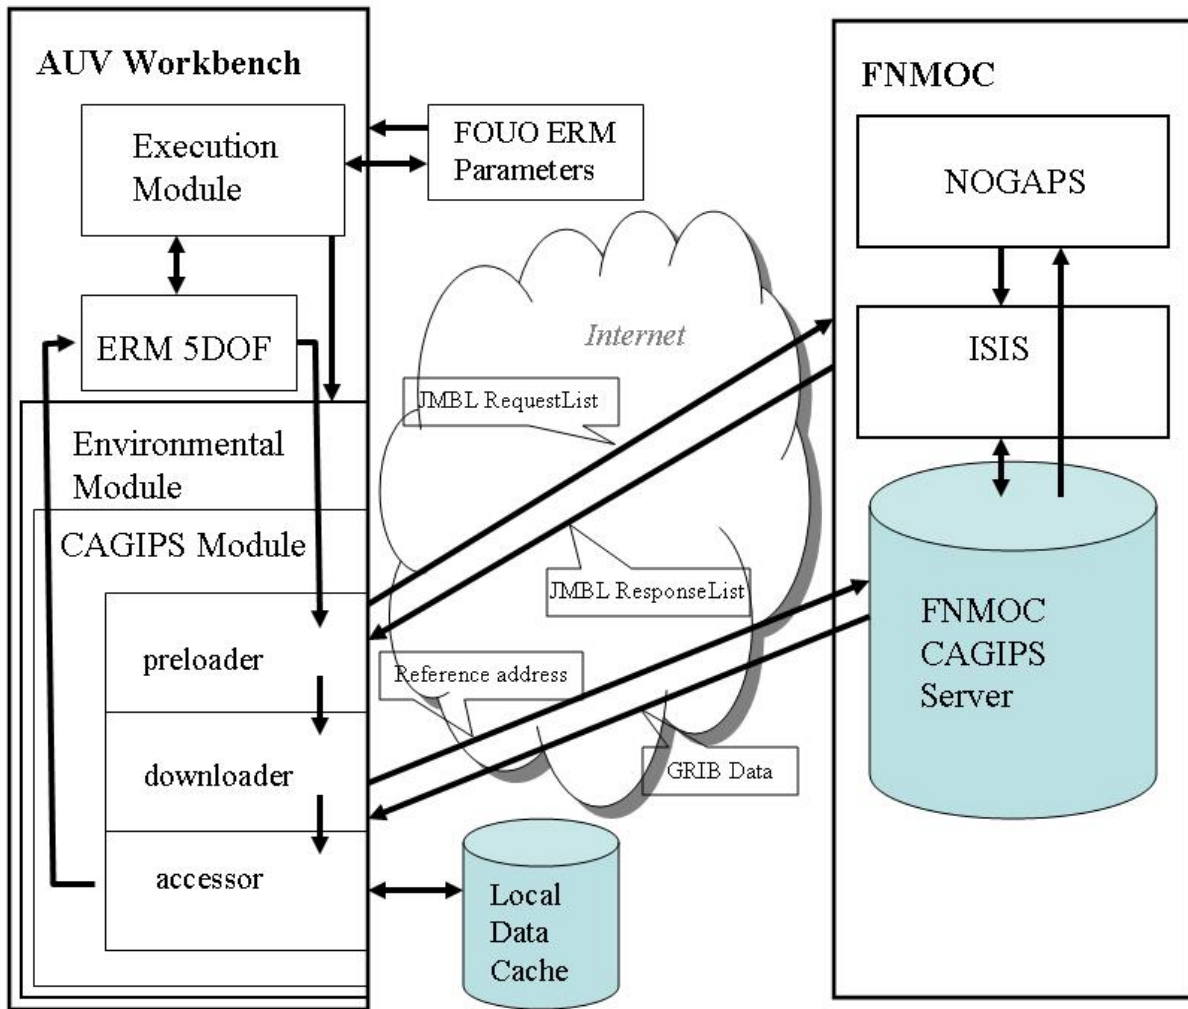 AUV Workbench
Execution
Module
FOUO ERM
Parameters
ERM 5DOF
Environmental
Module
CAGIPS Module
preloader
downloader
accessor
Internet
JMBL RequestList
JMBL ResponseList
Reference address
GRIB Data
Local
Data
Cache
FNMOC
NOGAPS
ISIS
FNMOC
CAGIPS
Server